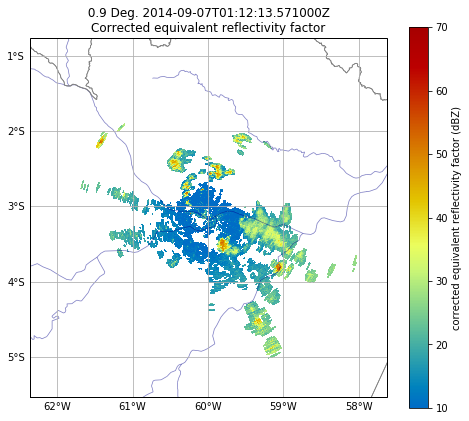 0.9 Deg. 2014-09-07T01:12:13.571000Z
Corrected equivalent reflectivity factor
1°S
2°S
3°S
4°S
5°S
62°W 61°W 60°W 59°W 58°W
70
60
50
40
30
20
10
corrected equivalent reflectivity factor (dBZ)